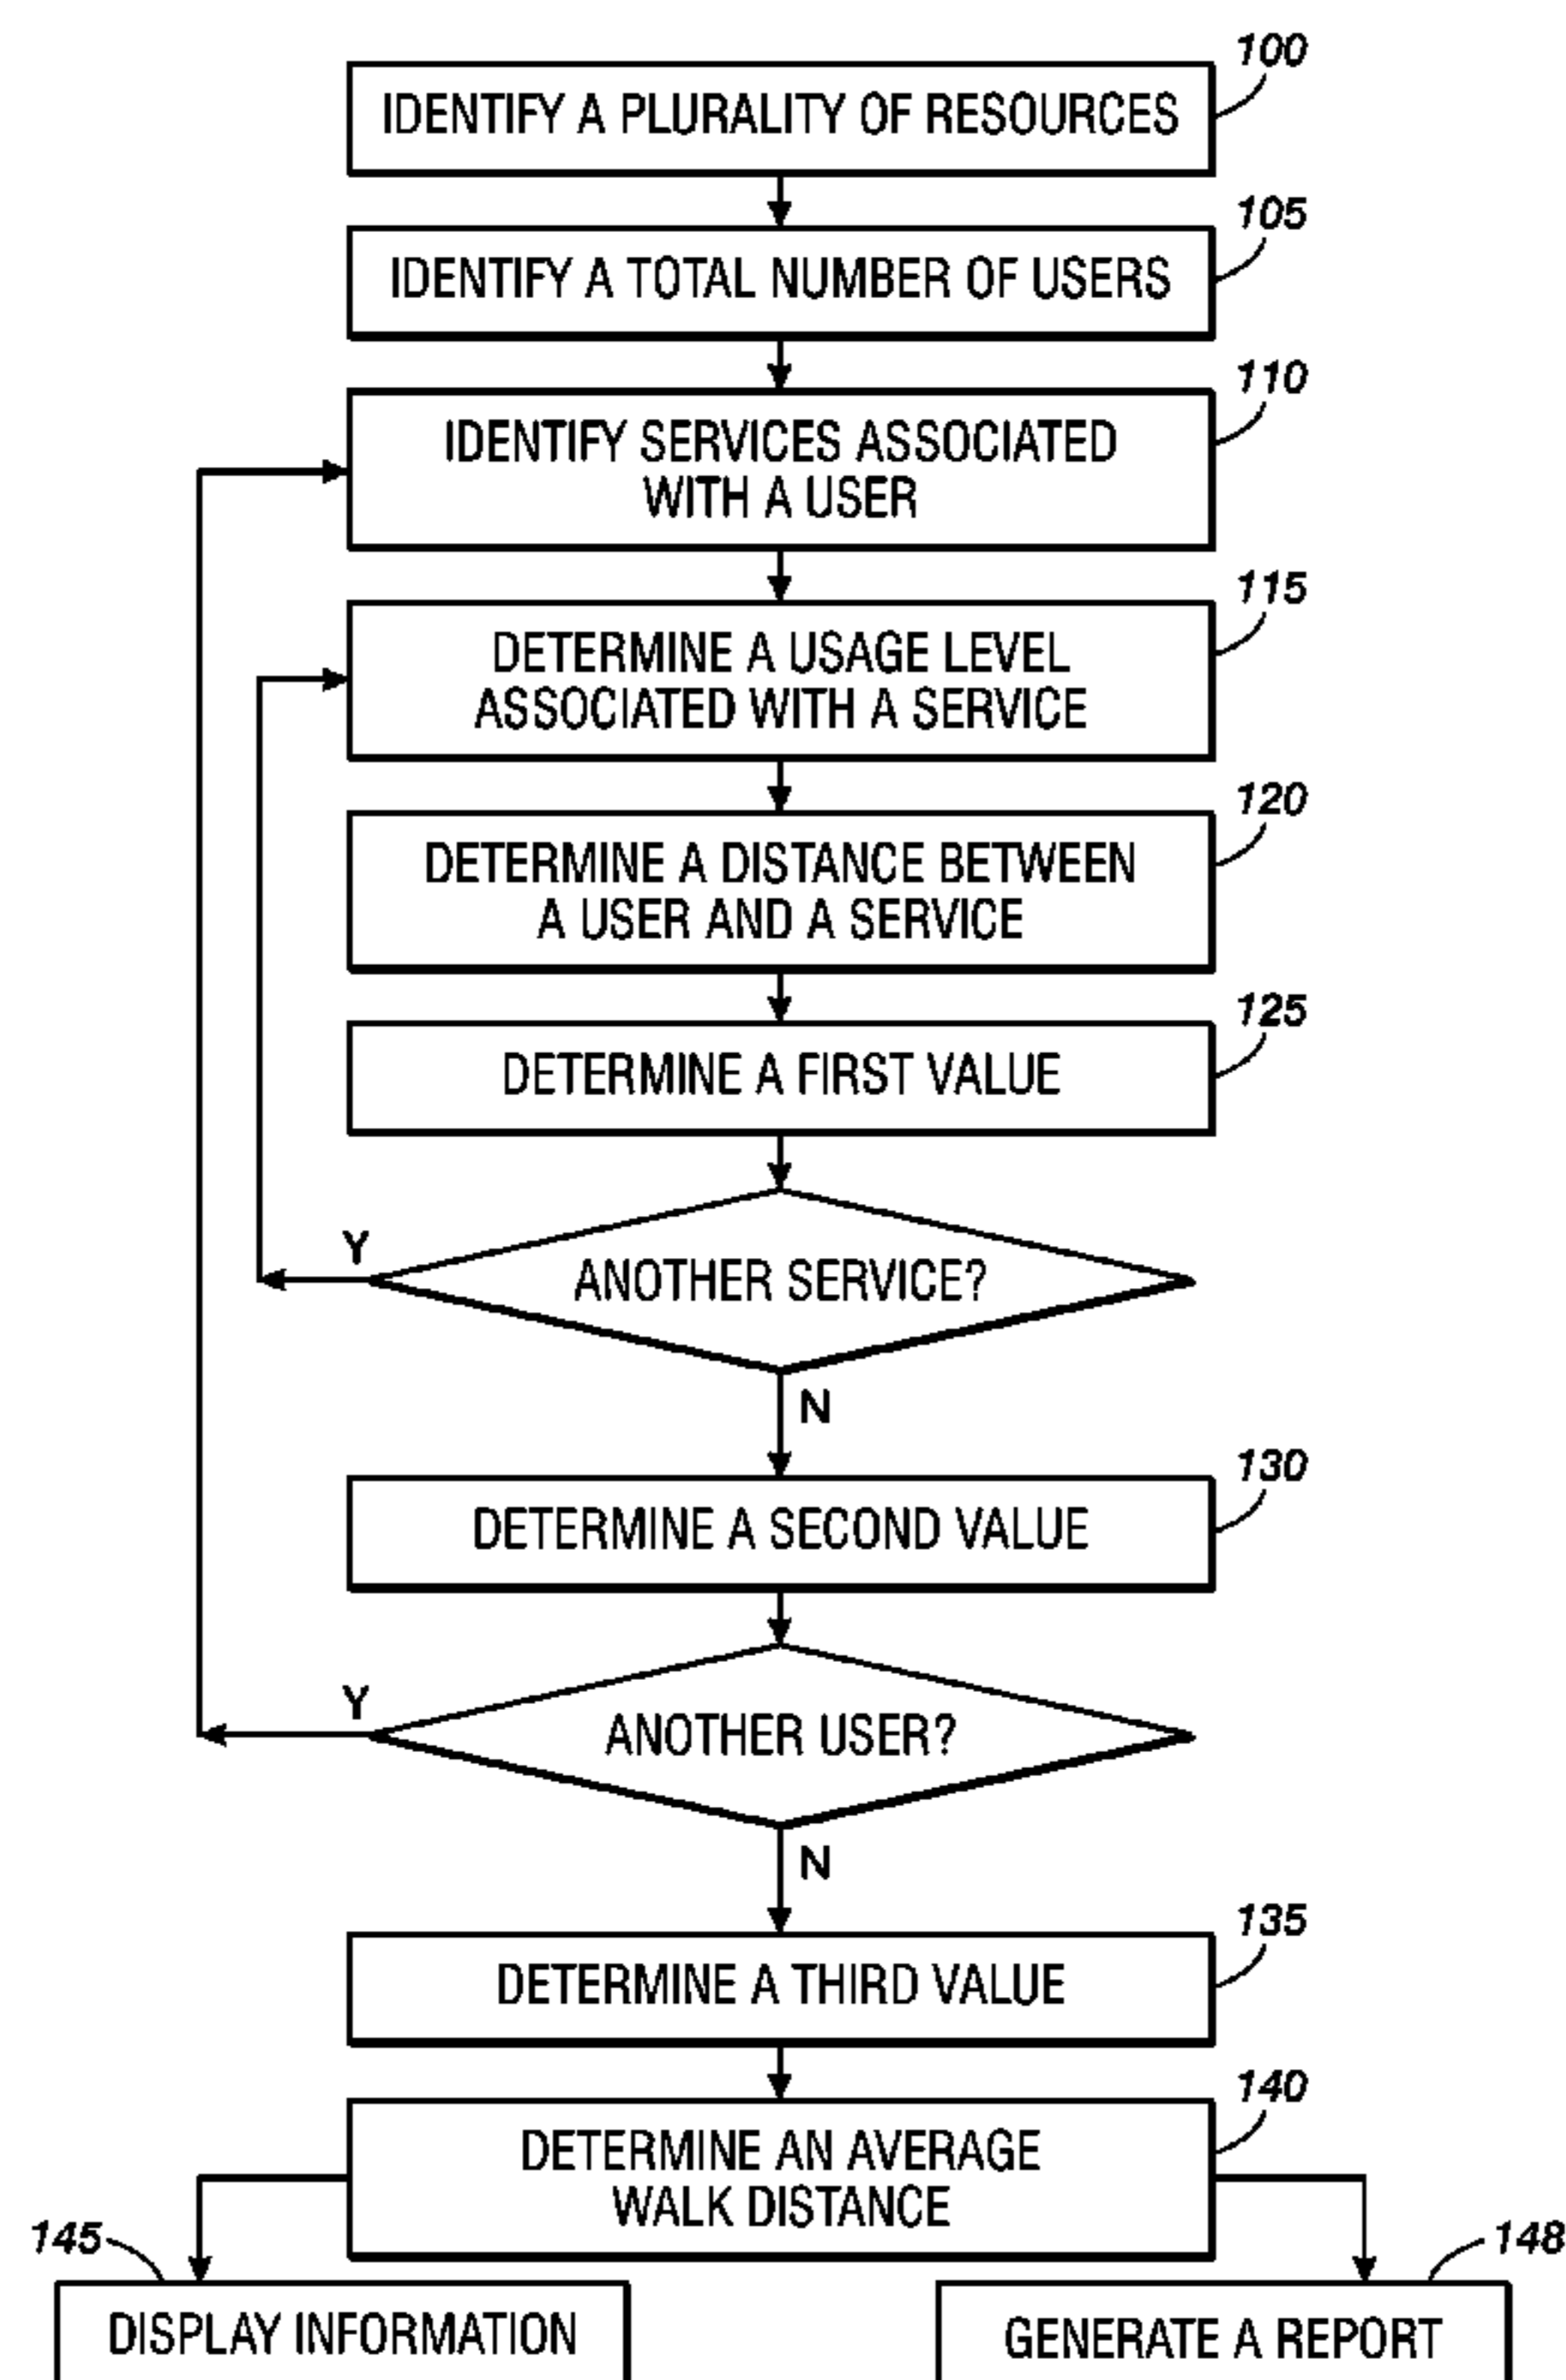 100
IDENTIFY A PLURALITY OF RESOURCES
105
IDENTIFY A TOTAL NUMBER OF USERS
110
IDENTIFY SERVICES ASSOCIATED
WITH A USER
115
DETERMINE A USAGE LEVEL
ASSOCIATED WITH A SERVICE
120
DETERMINE A DISTANCE BETWEEN
A USER AND A SERVICE
125
DETERMINE A FIRST VALUE
Y
ANOTHER SERVICE?
N
130
DETERMINE A SECOND VALUE
Y
ANOTHER USER?
N
135
DETERMINE A THIRD VALUE
140
DETERMINE AN AVERAGE
WALK DISTANCE
145
148
DISPLAY INFORMATION
GENERATE A REPORT